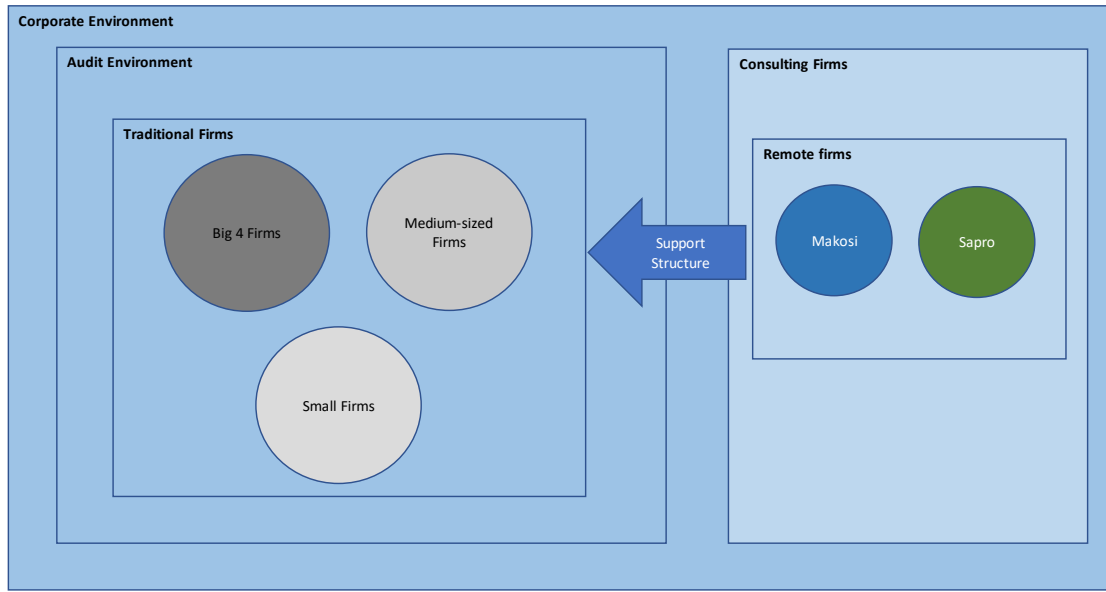 Corporate Environment
Audit Environment
Consulting Firms
Traditional Firms
Remote firms
Big 4 Firms
Medium-sized
Firms
Support
Structure
Makosi
Sapro
Small Firms